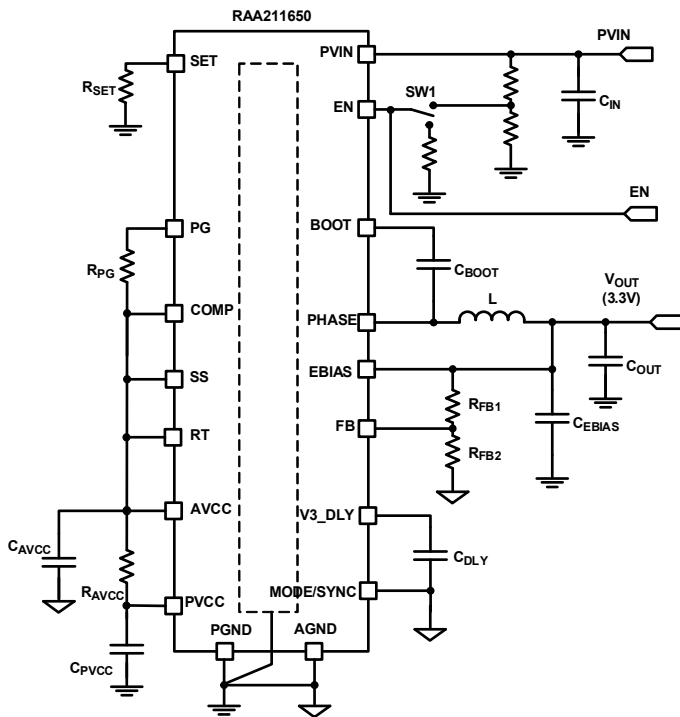 RAA211650
SET
R_SET
PVIN
PVIN
SW1
EN
C_IN
EN
PG
R_PG
BOOT
C_BOOT
COMP
V_OUT
(3.3V)
L
PHASE
SS
EBIAS
C_OUT
R_FB1
RT
FB
C_EBIAS
R_FB2
AVCC
V3_DLY
C_AVCC
C_DLY
R_AVCC
MODE/SYNC
PVCC
PGND
AGND
C_PVCC